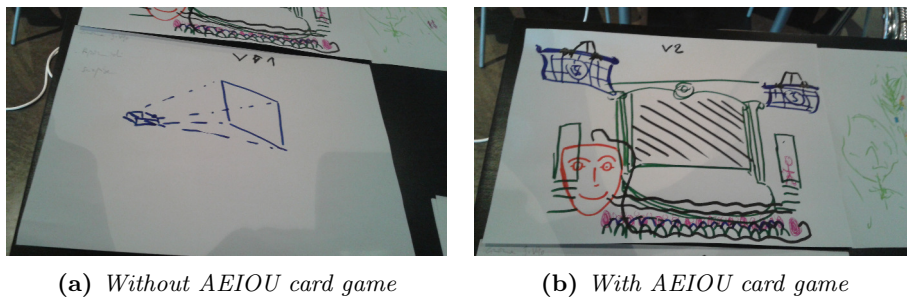 V1
V2
(a) Without AEIOU card game
(b) With AEIOU card game